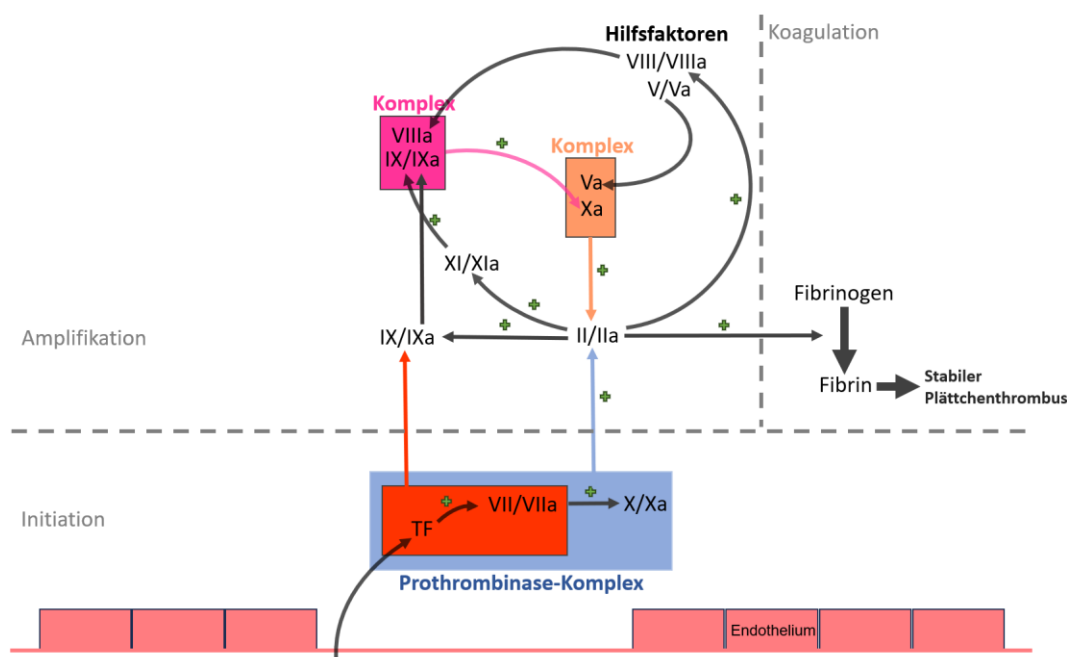 Hilfsfaktoren
VIII/VIIIa
V/Va
Koagulation
Komplex
VIIIa
IX/IXa
Komplex
Va
Xa
XI/XIa
Fibrinogen
Amplifikation
IX/IXa
II/IIa
Fibrin
Stabiler
Plättchenthrombus
Initiation
TF
VII/VIIa
X/Xa
Prothrombinase-Komplex
Endothelium